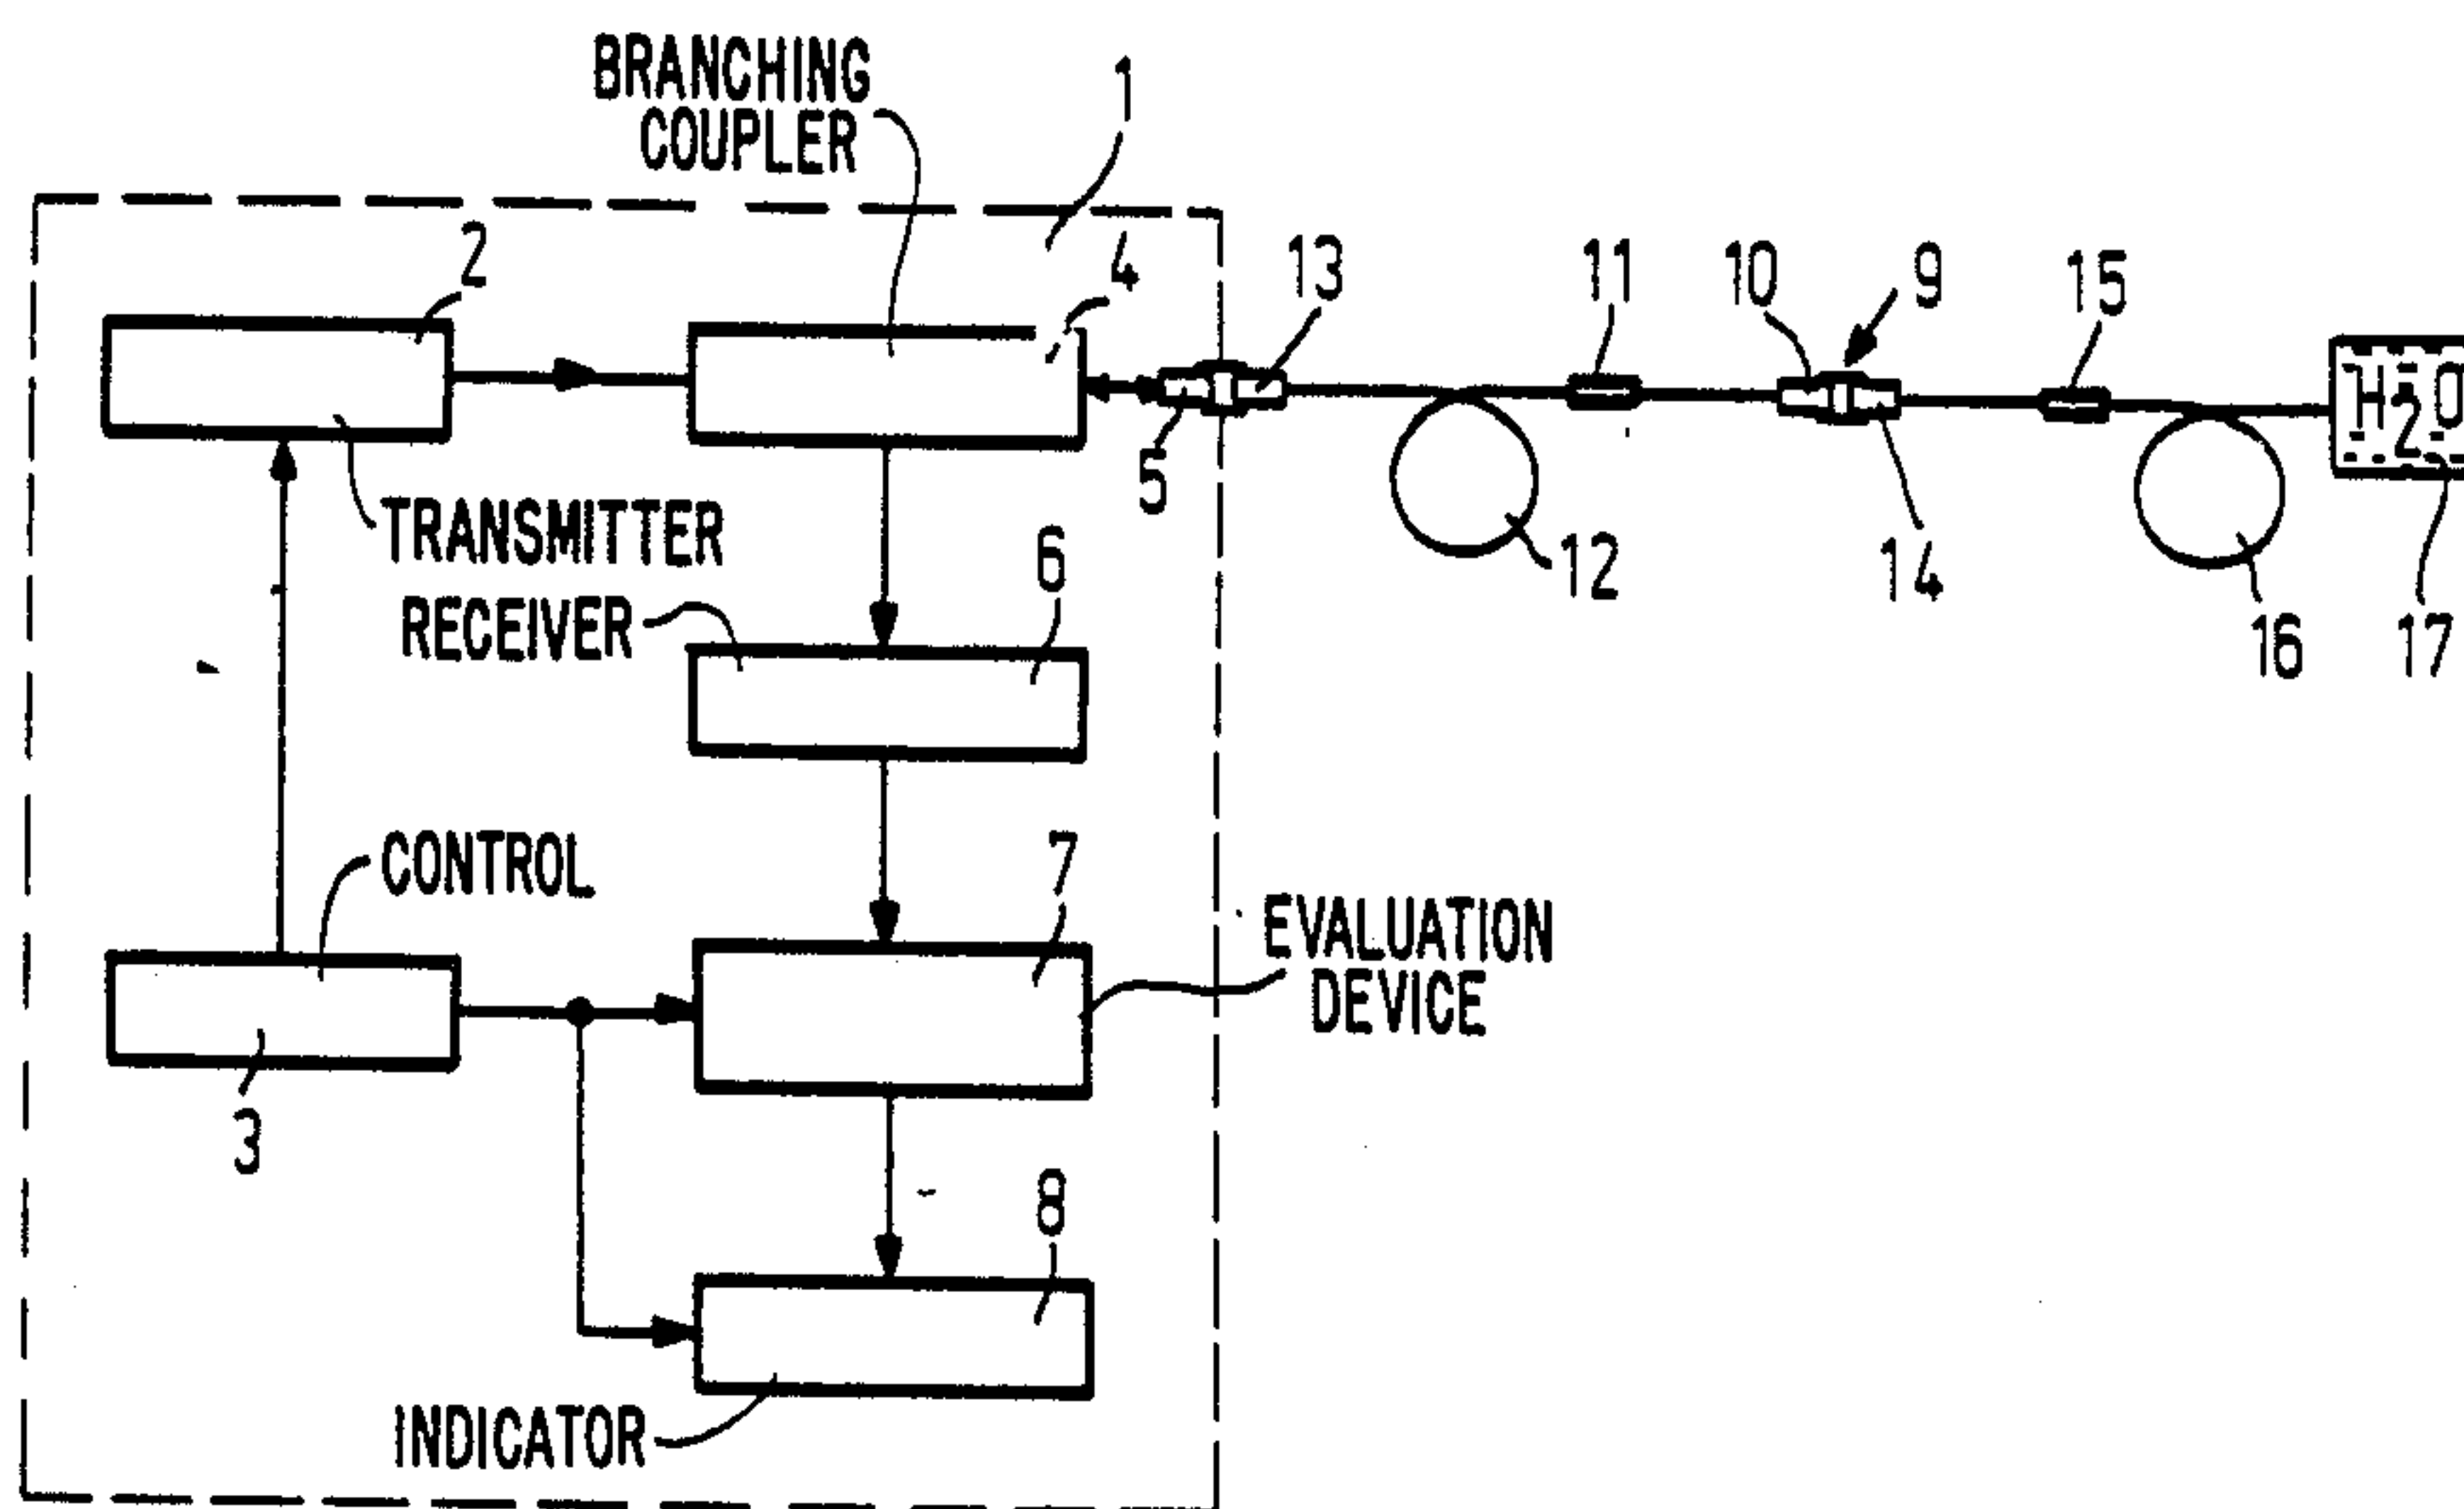 BRANCHING
COUPLER
1
2
4
13
11
10
9
15
H2O
5
TRANSMITTER
12
14
6
RECEIVER
16
17
CONTROL
7
EVALUATION
DEVICE
3
8
INDICATOR